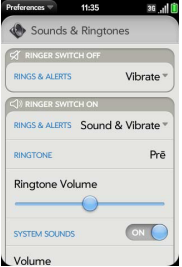 Preferences 11:35 3G
Sounds & Ringtones
RINGER SWITCH OFF
RINGS & ALERTS Vibrate
RINGER SWITCH ON
RINGS & ALERTS Sound & Vibrate
RINGTONE Prē
Ringtone Volume
SYSTEM SOUNDS ON
Volume